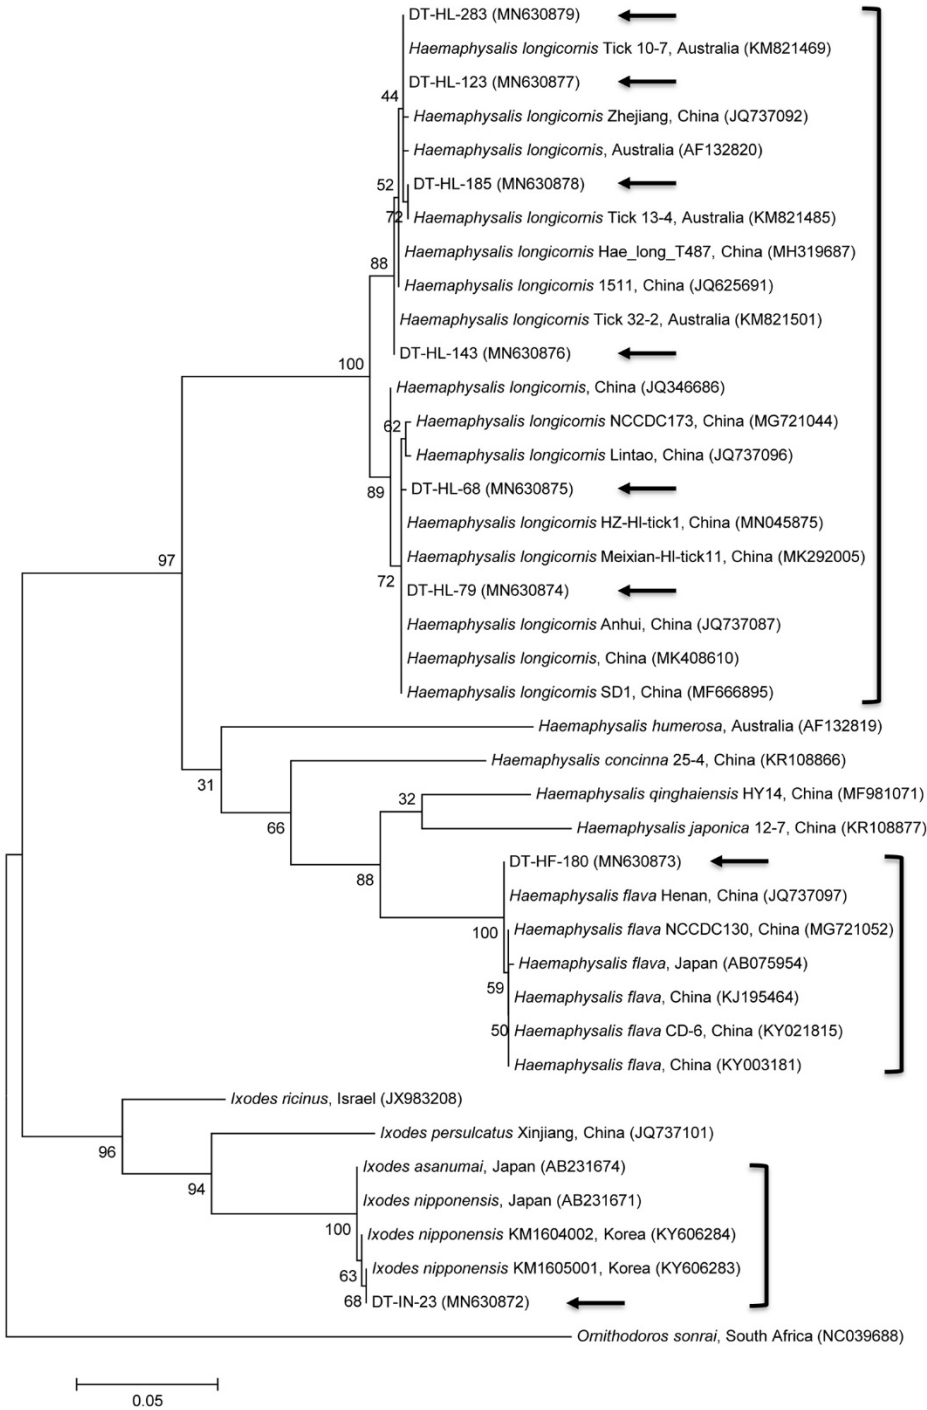 DT-HL-283 (MN630879)
Haemaphysalis longicornis Tick 10-7, Australia (KM821469)
DT-HL-123 (MN630877)
44
Haemaphysalis longicornis Zhejiang, China (JQ737092)
Haemaphysalis longicornis, Australia (AF132820)
52
DT-HL-185 (MN630878)
72
Haemaphysalis longicornis Tick 13-4, Australia (KM821485)
Haemaphysalis longicornis Hae_long_T487, China (MH319687)
88
Haemaphysalis longicornis 1511, China (JQ625691)
Haemaphysalis longicornis Tick 32-2, Australia (KM821501)
DT-HL-143 (MN630876)
100
Haemaphysalis longicornis, China (JQ346686)
Haemaphysalis longicornis NCCDC173, China (MG721044)
62
Haemaphysalis longicornis Lintao, China (JQ737096)
DT-HL-68 (MN630875)
89
Haemaphysalis longicornis HZ-Hl-tick1, China (MN045875)
Haemaphysalis longicornis Meixian-Hl-tick11, China (MK292005)
97
72
DT-HL-79 (MN630874)
Haemaphysalis longicornis Anhui, China (JQ737087)
Haemaphysalis longicornis, China (MK408610)
Haemaphysalis longicornis SD1, China (MF666895)
Haemaphysalis humerosa, Australia (AF132819)
Haemaphysalis concinna 25-4, China (KR108866)
31
Haemaphysalis qinghaiensis HY14, China (MF981071)
32
66
Haemaphysalis japonica 12-7, China (KR108877)
DT-HF-180 (MN630873)
88
Haemaphysalis flava Henan, China (JQ737097)
100
Haemaphysalis flava NCCDC130, China (MG721052)
Haemaphysalis flava, Japan (AB075954)
59
Haemaphysalis flava, China (KJ195464)
50
Haemaphysalis flava CD-6, China (KY021815)
Haemaphysalis flava, China (KY003181)
Ixodes ricinus, Israel (JX983208)
Ixodes persulcatus Xinjiang, China (JQ737101)
96
Ixodes asanumai, Japan (AB231674)
94
Ixodes nipponensis, Japan (AB231671)
100
Ixodes nipponensis KM1604002, Korea (KY606284)
Ixodes nipponensis KM1605001, Korea (KY606283)
63
68
DT-IN-23 (MN630872)
Ornithodoros sonrai, South Africa (NC039688)
0.05